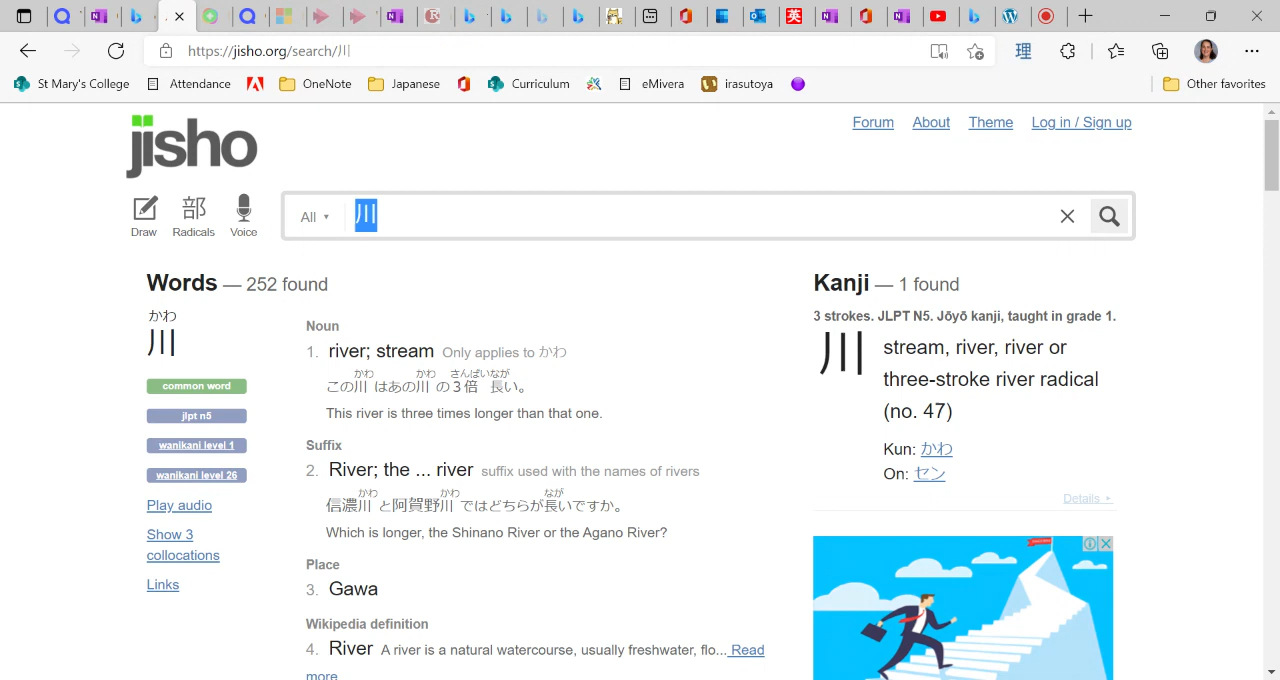 https://jisho.org/search/川
St Mary's College Attendance OneNote Japanese Curriculum eMivera irasutoya Other favorites
jisho
Forum About Theme Log in / Sign up
Draw Radicals Voice All ▾ 川
Words — 252 found
かわ
川
common word
jlpt n5
wanikani level 1
wanikani level 26
Play audio
Show 3
collocations
Links
Noun
1. river; stream Only applies to かわ
かわ かわ さんばいなが
この川はあの川の3倍長い。
This river is three times longer than that one.
Suffix
2. River; the ... river suffix used with the names of rivers
かわ かわ なが
信濃川と阿賀野川ではどちらが長いですか。
Which is longer, the Shinano River or the Agano River?
Place
3. Gawa
Wikipedia definition
4. River A river is a natural watercourse, usually freshwater, flo... Read
more
Kanji — 1 found
3 strokes. JLPT N5. Jōyō kanji, taught in grade 1.
川
stream, river, river or
three-stroke river radical
(no. 47)
Kun: かわ
On: セン
Details ▸